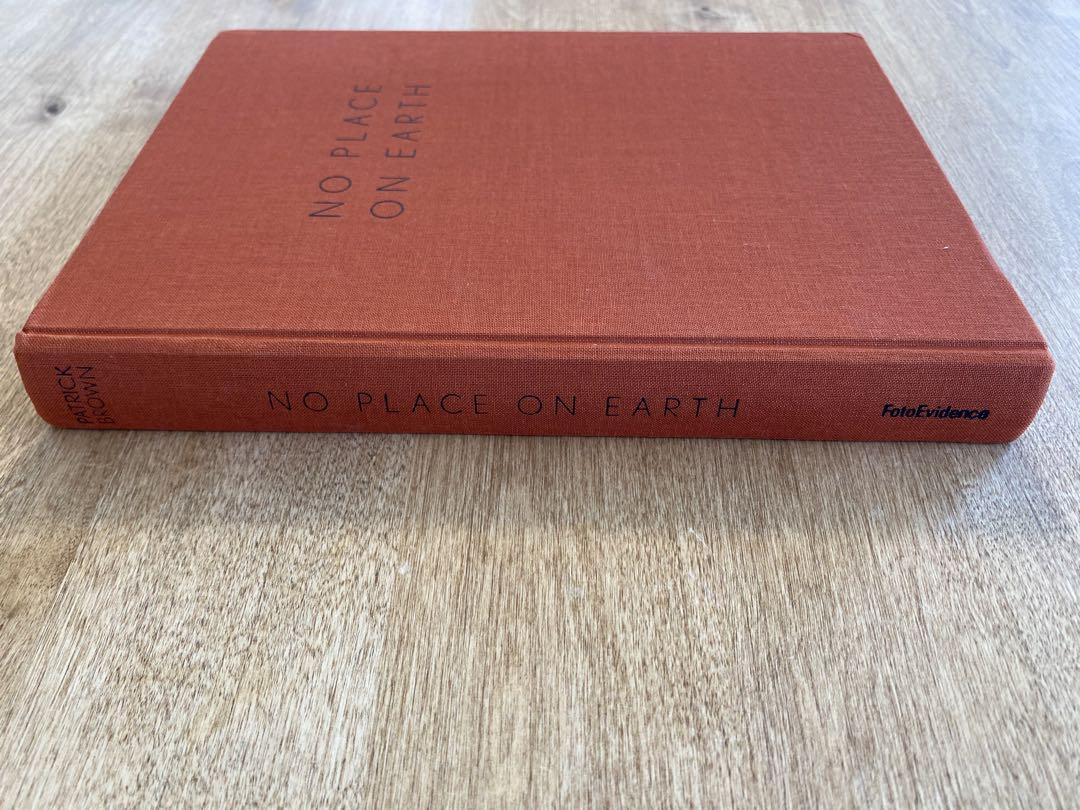 NO PLACE
ON EARTH
PATRICK
BROWN
NO PLACE ON EARTH
FotoEvidence